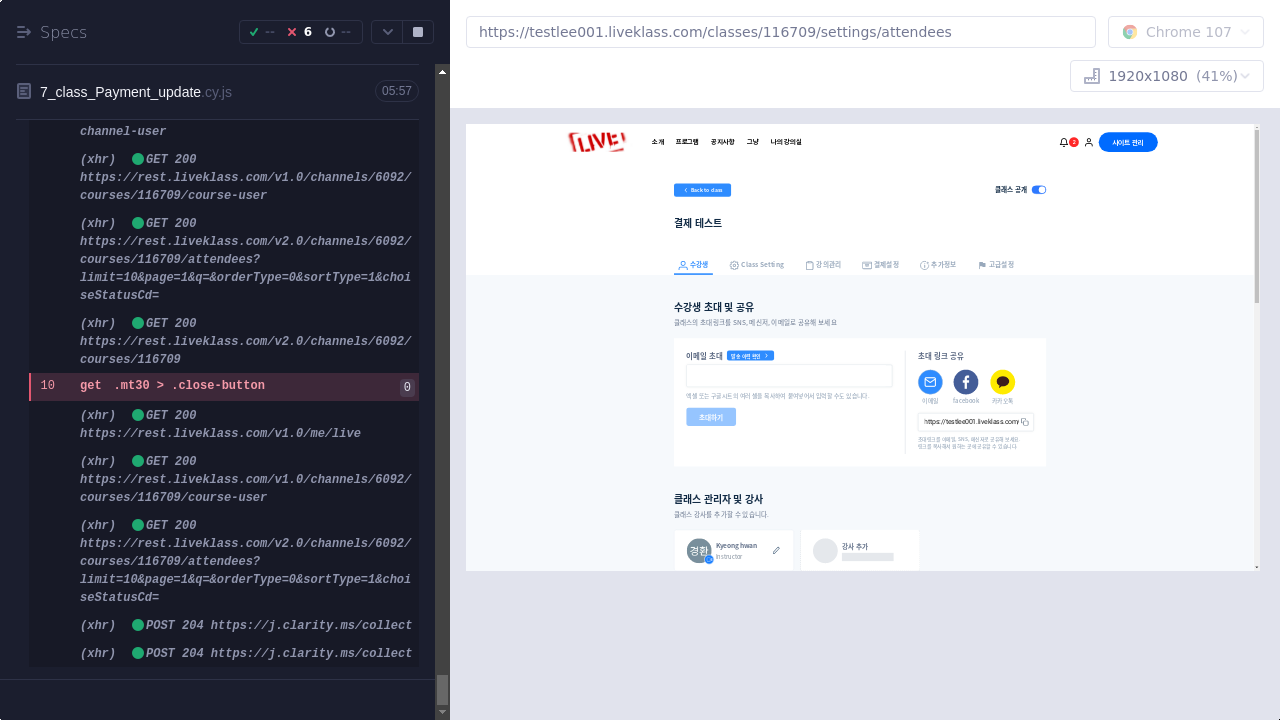 Specs
--
6
--
7_class_Payment_update.cy.js
05:57
channel-user
(xhr) GET 200
https://rest.liveklass.com/v1.0/channels/6092/
courses/116709/course-user
(xhr) GET 200
https://rest.liveklass.com/v2.0/channels/6092/
courses/116709/attendees?
limit=10&page=1&q=&orderType=0&sortType=1&choi
seStatusCd=
(xhr) GET 200
https://rest.liveklass.com/v2.0/channels/6092/
courses/116709
10 get .mt30 > .close-button 0
(xhr) GET 200
https://rest.liveklass.com/v1.0/me/live
(xhr) GET 200
https://rest.liveklass.com/v1.0/channels/6092/
courses/116709/course-user
(xhr) GET 200
https://rest.liveklass.com/v2.0/channels/6092/
courses/116709/attendees?
limit=10&page=1&q=&orderType=0&sortType=1&choi
seStatusCd=
(xhr) POST 204 https://j.clarity.ms/collect
(xhr) POST 204 https://j.clarity.ms/collect
https://testlee001.liveklass.com/classes/116709/settings/attendees
Chrome 107
1920x1080 (41%)
LIVE!
소개 프로그램 공지사항 그냥 나의 강의실
2
사이트 관리
Back to class
클래스 공개
결제 테스트
수강생 Class Setting 강의관리 결제설정 추가정보 고급설정
수강생 초대 및 공유
클래스의 초대 링크를 SNS, 메신저, 이메일로 공유해 보세요
이메일 초대
초대하기
초대 링크 공유
이메일 facebook 카카오톡
https://testlee001.liveklass.com/
클래스 관리자 및 강사
클래스 강사를 추가할 수 있습니다.
경환
Kyeonghwan
Instructor
강사 추가